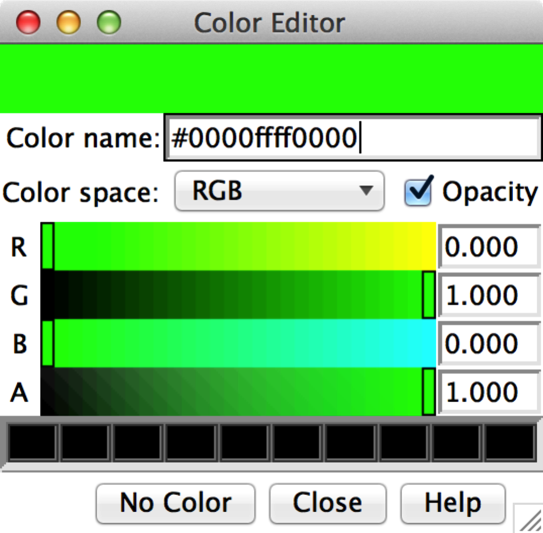 Color Editor
Color name: #0000ffff0000
Color space: RGB Opacity
R 0.000
G 1.000
B 0.000
A 1.000
No Color Close Help